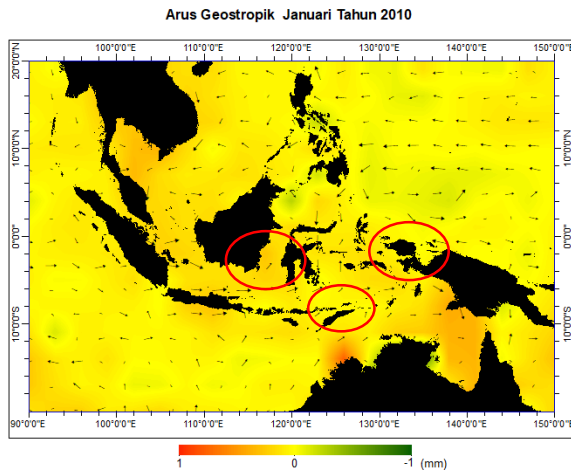 Arus Geostropik Januari Tahun 2010
100°0'0"E 110°0'0"E 120°0'0"E 130°0'0"E 140°0'0"E 150°0'0"E
20°0'0"N
10°0'0"N
0°0'0"
10°0'0"S
20°0'0"N
10°0'0"N
0°0'0"
10°0'0"S
90°0'0"E 100°0'0"E 110°0'0"E 120°0'0"E 130°0'0"E 140°0'0"E 150°0'0"E
1 0 -1 (mm)